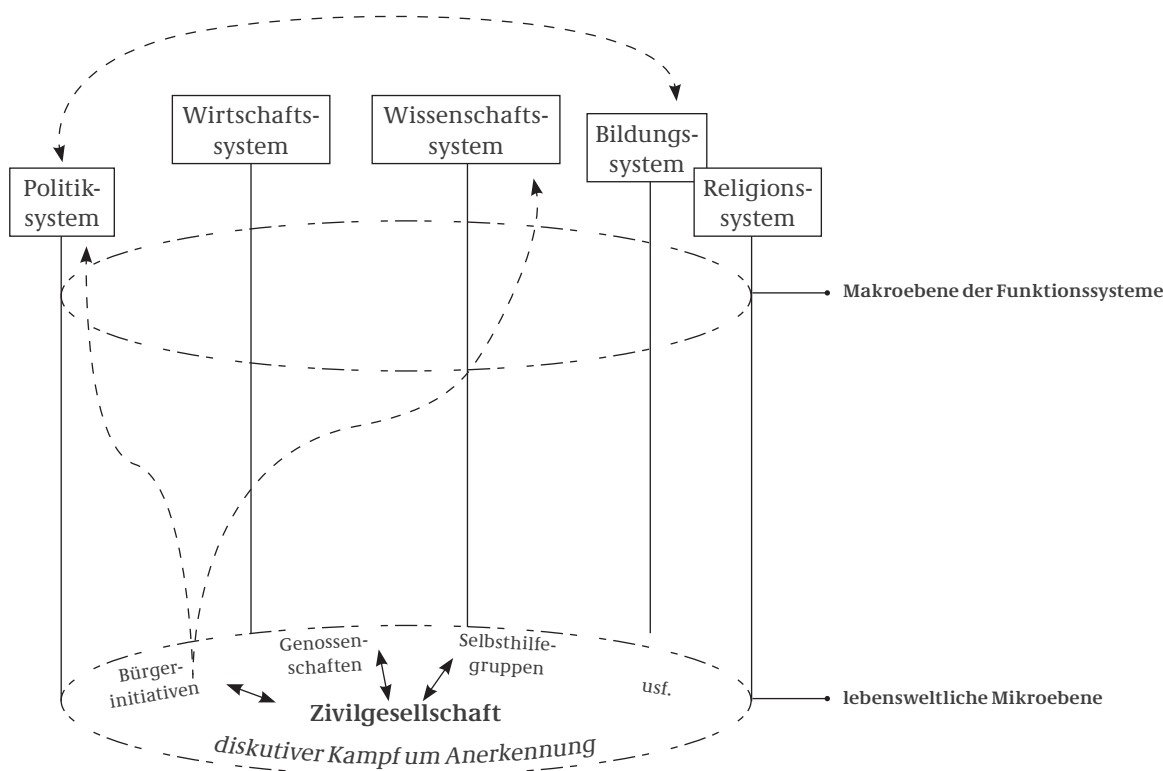 Wirtschafts-
system
Wissenschafts-
system
Bildungs-
system
Politik-
system
Religions-
system
Makroebene der Funktionssysteme
Bürger-
initiativen
Genossen-
schaften
Selbsthilfe-
gruppen
usf.
lebensweltliche Mikroebene
Zivilgesellschaft
diskutiver Kampf um Anerkennung